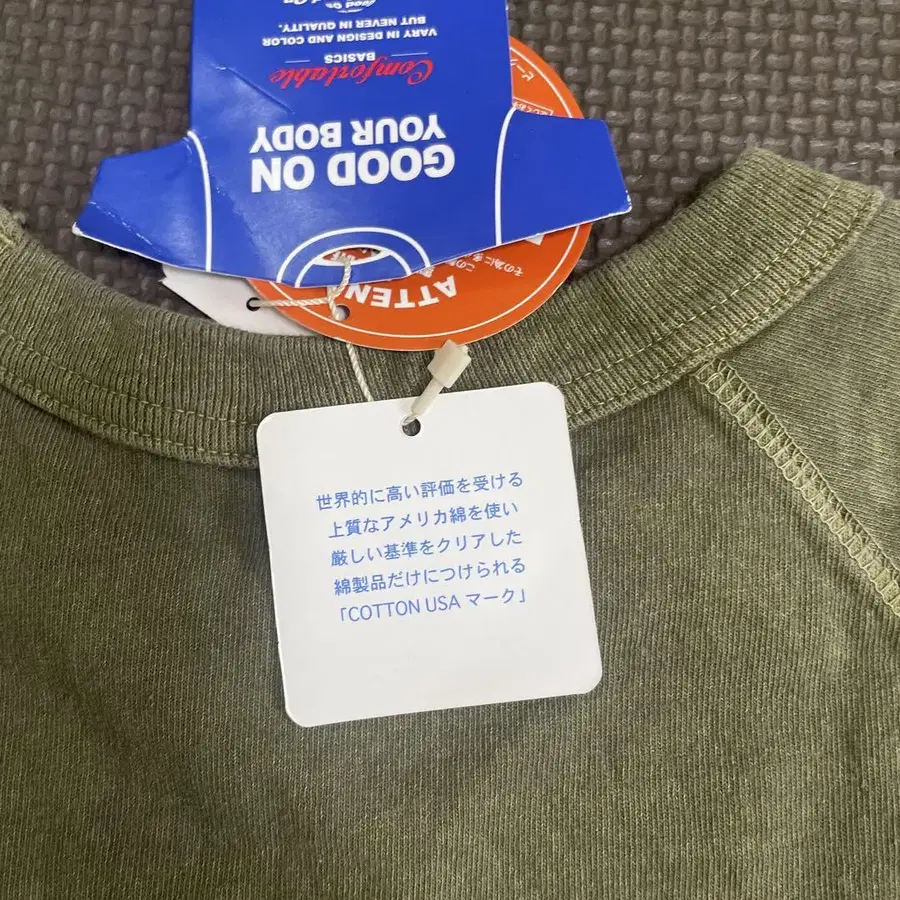 GOOD ON
YOUR BODY
Comfortable
BASICS
VARY IN DESIGN AND COLOR
BUT NEVER IN QUALITY.
ATTEN
世界的に高い評価を受ける
上質なアメリカ綿を使い
厳しい基準をクリアした
綿製品だけにつけられる
「COTTON USA マーク」